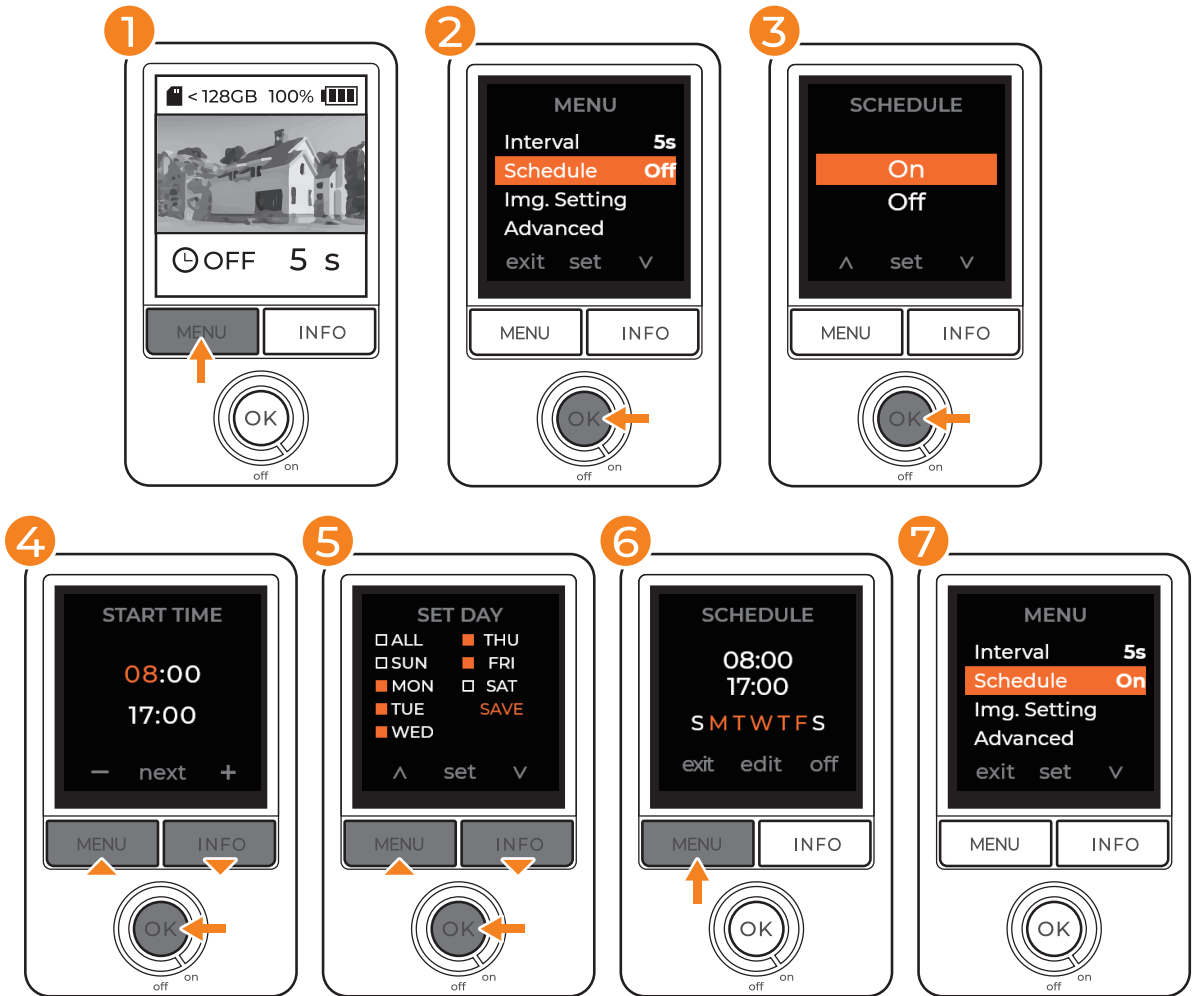 1
< 128GB 100%
OFF 5 s
MENU INFO
OK
off on
2
MENU
Interval 5s
Schedule Off
Img. Setting
Advanced
exit set ∨
MENU INFO
OK
off on
3
SCHEDULE
On
Off
∧ set ∨
MENU INFO
OK
off on
4
START TIME
08:00
17:00
− next +
MENU INFO
OK
off on
5
SET DAY
ALL THU
SUN FRI
MON SAT
TUE SAVE
WED
∧ set ∨
MENU INFO
OK
off on
6
SCHEDULE
08:00
17:00
S M T W T F S
exit edit off
MENU INFO
OK
off on
7
MENU
Interval 5s
Schedule On
Img. Setting
Advanced
exit set ∨
MENU INFO
OK
off on